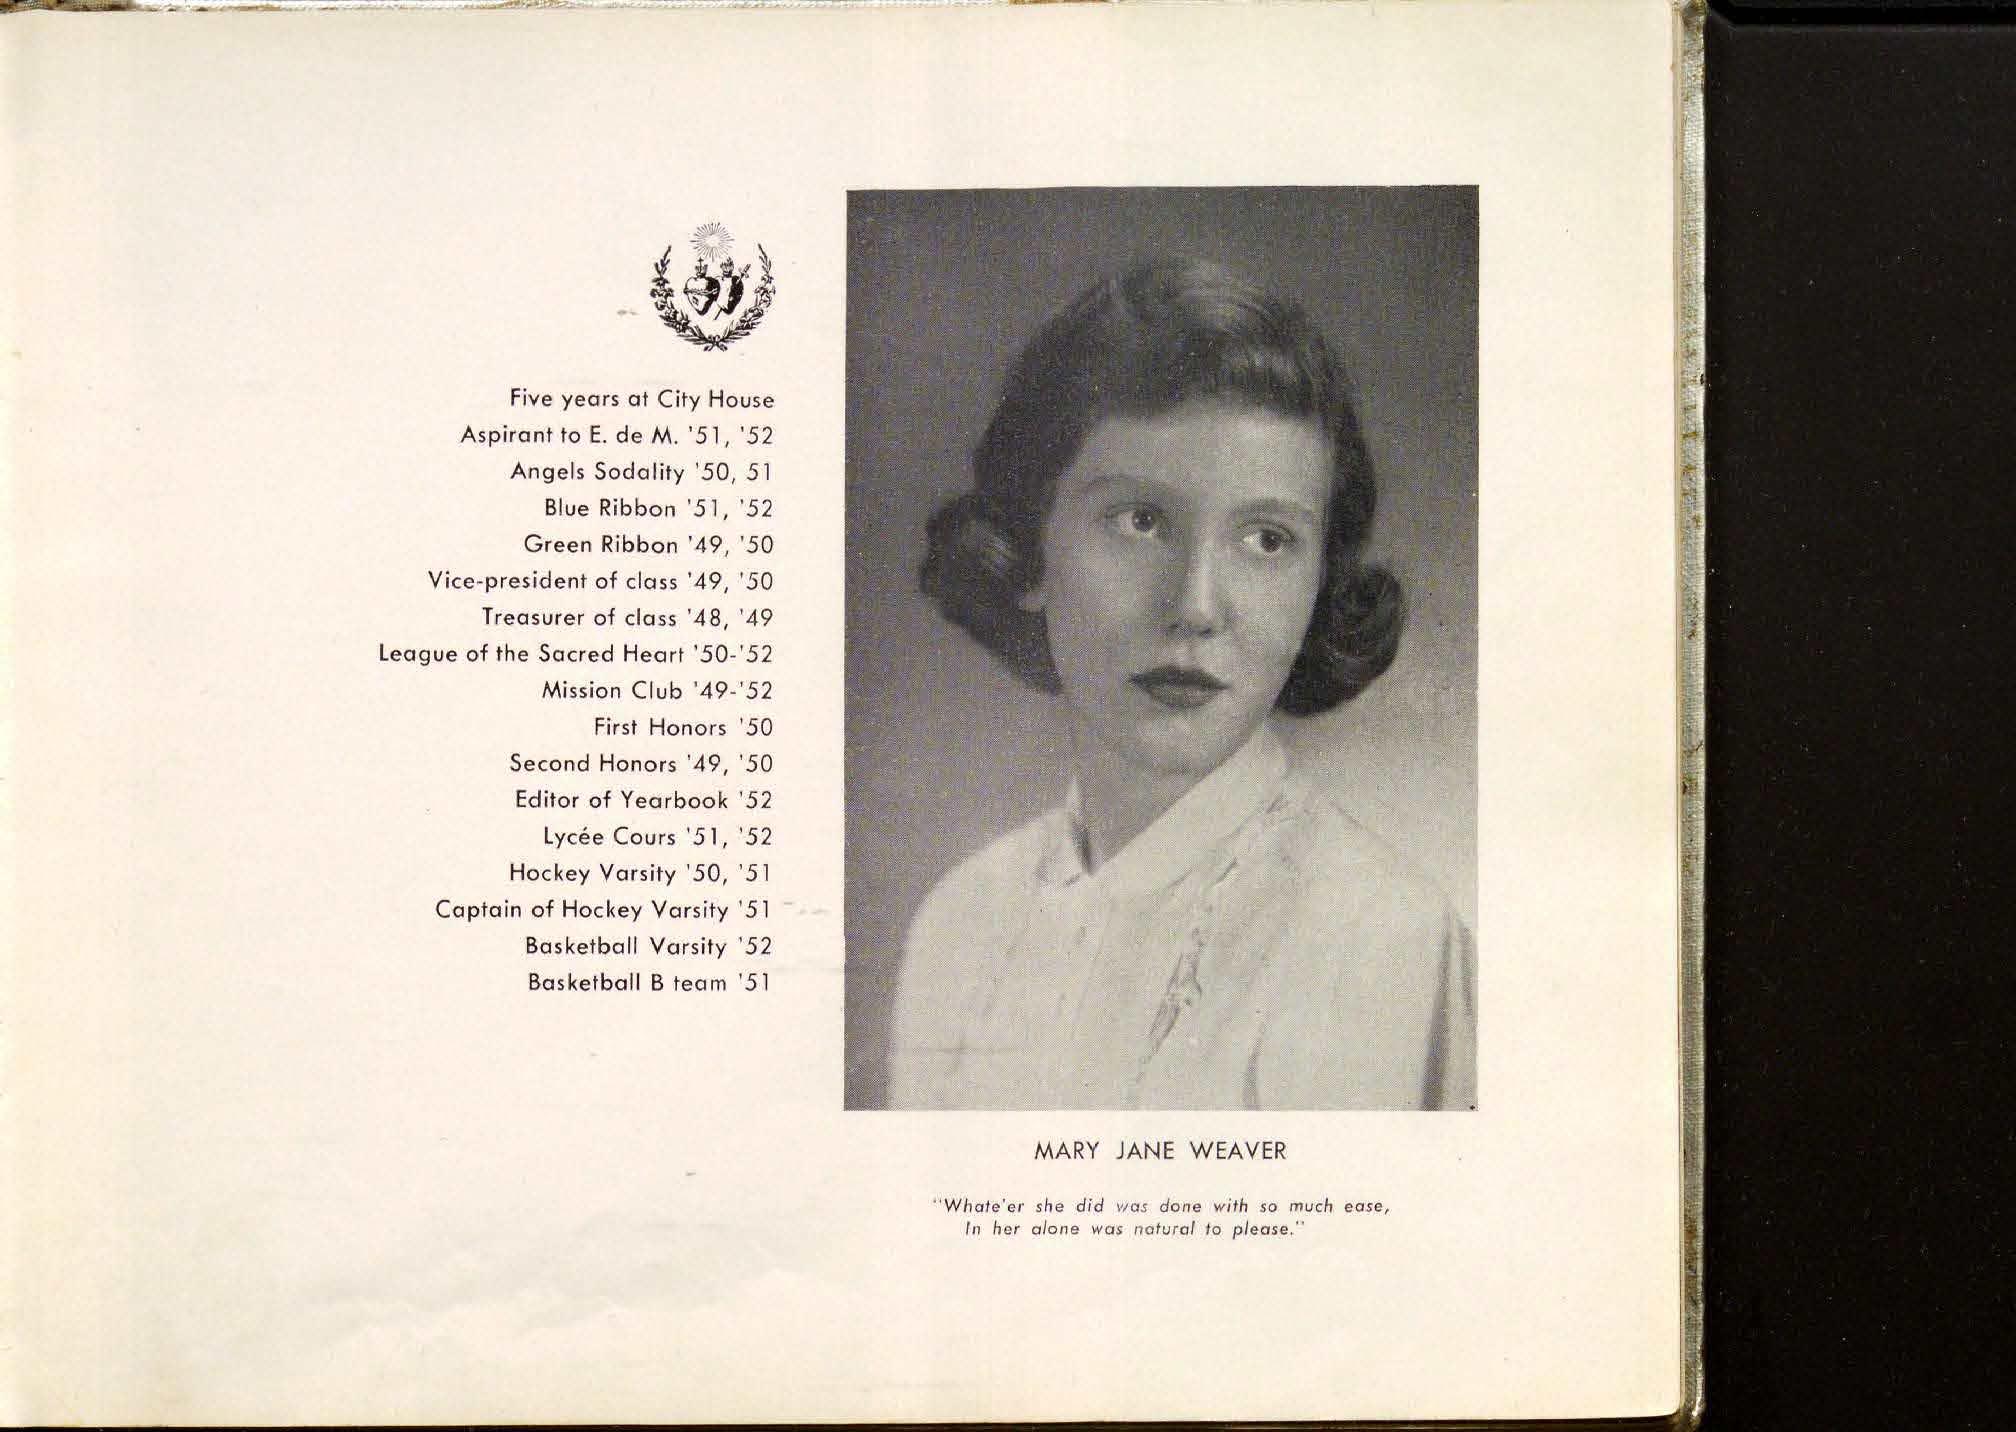 Five years at City House
Aspirant to E. de M. '51, '52
Angels Sodality '50, 51
Blue Ribbon '51, '52
Green Ribbon '49, '50
Vice-president of class '49, '50
Treasurer of class '48, '49
League of the Sacred Heart '50-'52
Mission Club '49-'52
First Honors '50
Second Honors '49, '50
Editor of Yearbook '52
Lycée Cours '51, '52
Hockey Varsity '50, '51
Captain of Hockey Varsity '51
Basketball Varsity '52
Basketball B team '51
MARY JANE WEAVER
"Whate'er she did was done with so much ease,
In her alone was natural to please."